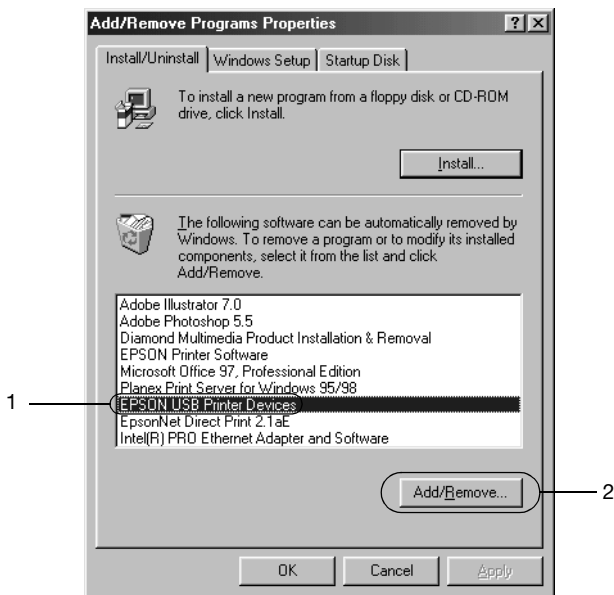 Add/Remove Programs Properties
Install/Uninstall Windows Setup Startup Disk
To install a new program from a floppy disk or CD-ROM
drive, click Install.
Install...
The following software can be automatically removed by
Windows. To remove a program or to modify its installed
components, select it from the list and click
Add/Remove.
Adobe Illustrator 7.0
Adobe Photoshop 5.5
Diamond Multimedia Product Installation & Removal
EPSON Printer Software
Microsoft Office 97, Professional Edition
Planex Print Server for Windows 95/98
1 EPSON USB Printer Devices
EpsonNet Direct Print 2.1aE
Intel(R) PRO Ethernet Adapter and Software
Add/Remove... 2
OK Cancel Apply